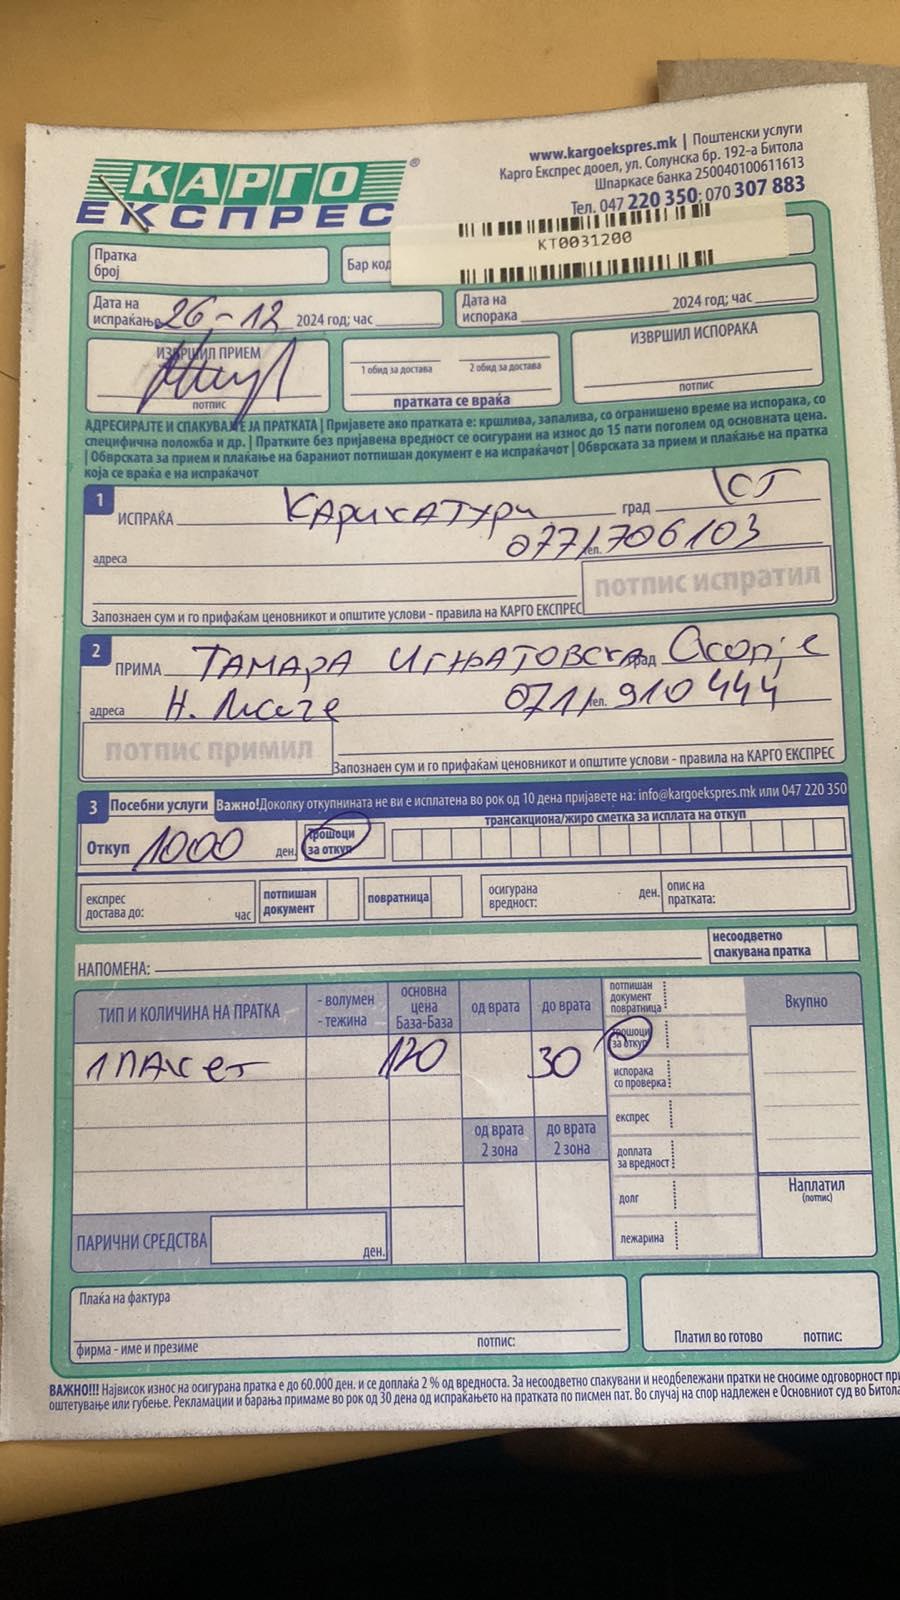 КАРГО ®
ЕКСПРЕС
www.kargoekspres.mk | Поштенски услуги
Карго Експрес дооел, ул. Солунска бр. 192-а Битола
Шпаркасе банка 250040100611613
Тел. 047 220 350; 070 307 883
KT0031200
Пратка
број
Бар код
Дата на
испраќање 26-12 2024 год; час
Дата на
испорака 2024 год; час
ИЗВРШИЛ ПРИЕМ
потпис
1 обид за достава 2 обид за достава
пратката се враќа
ИЗВРШИЛ ИСПОРАКА
потпис
АДРЕСИРАЈТЕ И СПАКУВАЈТЕ ЈА ПРАТКАТА | Пријавете ако пратката е: кршлива, запалива, со ограничено време на испорака, со
специфична положба и др. | Пратките без пријавена вредност се осигурани на износ до 15 пати поголем од основната цена.
| Обврската за прием и плаќање на бараниот потпишан документ е на испраќачот | Обврската за прием и плаќање на пратка
која се враќа е на испраќачот
1
ИСПРАЌА Карикатури град
адреса тел. 077/706103
потпис испратил
Запознаен сум и го прифаќам ценовникот и општите услови - правила на КАРГО ЕКСПРЕС
2
ПРИМА Тамара Игњатовска град Скопје
адреса Н. Лисиче тел. 071/910444
потпис примил
Запознаен сум и го прифаќам ценовникот и општите услови - правила на КАРГО ЕКСПРЕС
3 Посебни услуги Важно! Доколку откупнината не ви е исплатена во рок од 10 дена пријавете на: info@kargoekspres.mk или 047 220 350
трансакциона/жиро сметка за исплата на откуп
Откуп 1000 ден.
трошоци
за откуп
експрес
достава до: час
потпишан
документ
повратница
осигурана
вредност: ден.
опис на
пратката:
НАПОМЕНА:
несоодветно
спакувана пратка
ТИП И КОЛИЧИНА НА ПРАТКА
- волумен
- тежина
основна
цена
База-База
од врата
до врата
потпишан
документ
повратница
Вкупно
1 пакет 120 30
трошоци
за откуп
испорака
со проверка
експрес
од врата
2 зона
до врата
2 зона
доплата
за вредност
долг
Наплатил
(потпис)
лежарина
ПАРИЧНИ СРЕДСТВА ден.
Плаќа на фактура
фирма - име и презиме потпис:
Платил во готово потпис:
ВАЖНО!!! Највисок износ на осигурана пратка е до 60.000 ден. и се доплаќа 2 % од вредноста. За несоодветно спакувани и необдбележани пратки не сносиме одговорност при
оштетување или губење. Рекламации и барања примаме во рок од 30 дена од испраќањето на пратката по писмен пат. Во случај на спор надлежен е Основниот суд во Битола